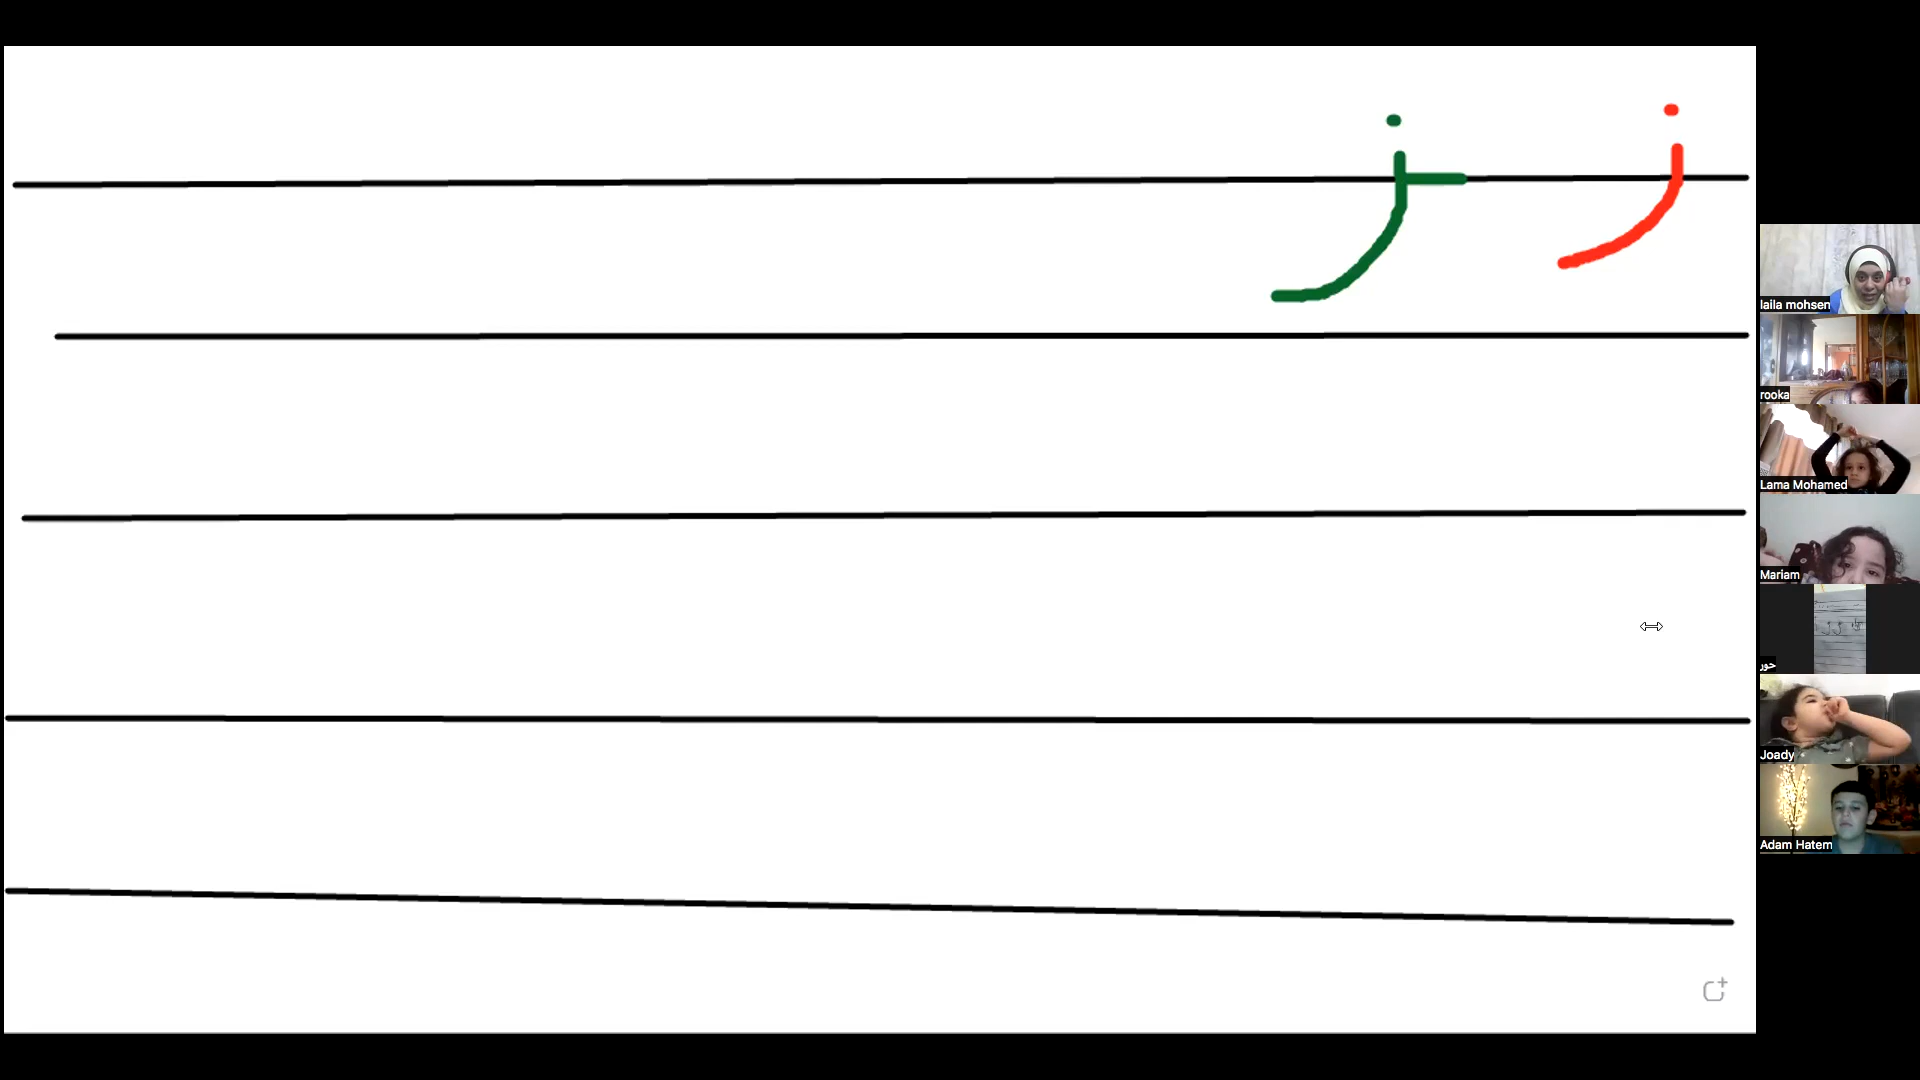 ز ـز
laila mohsen
rooka
Lama Mohamed
Mariam
حور
Joady
Adam Hatem